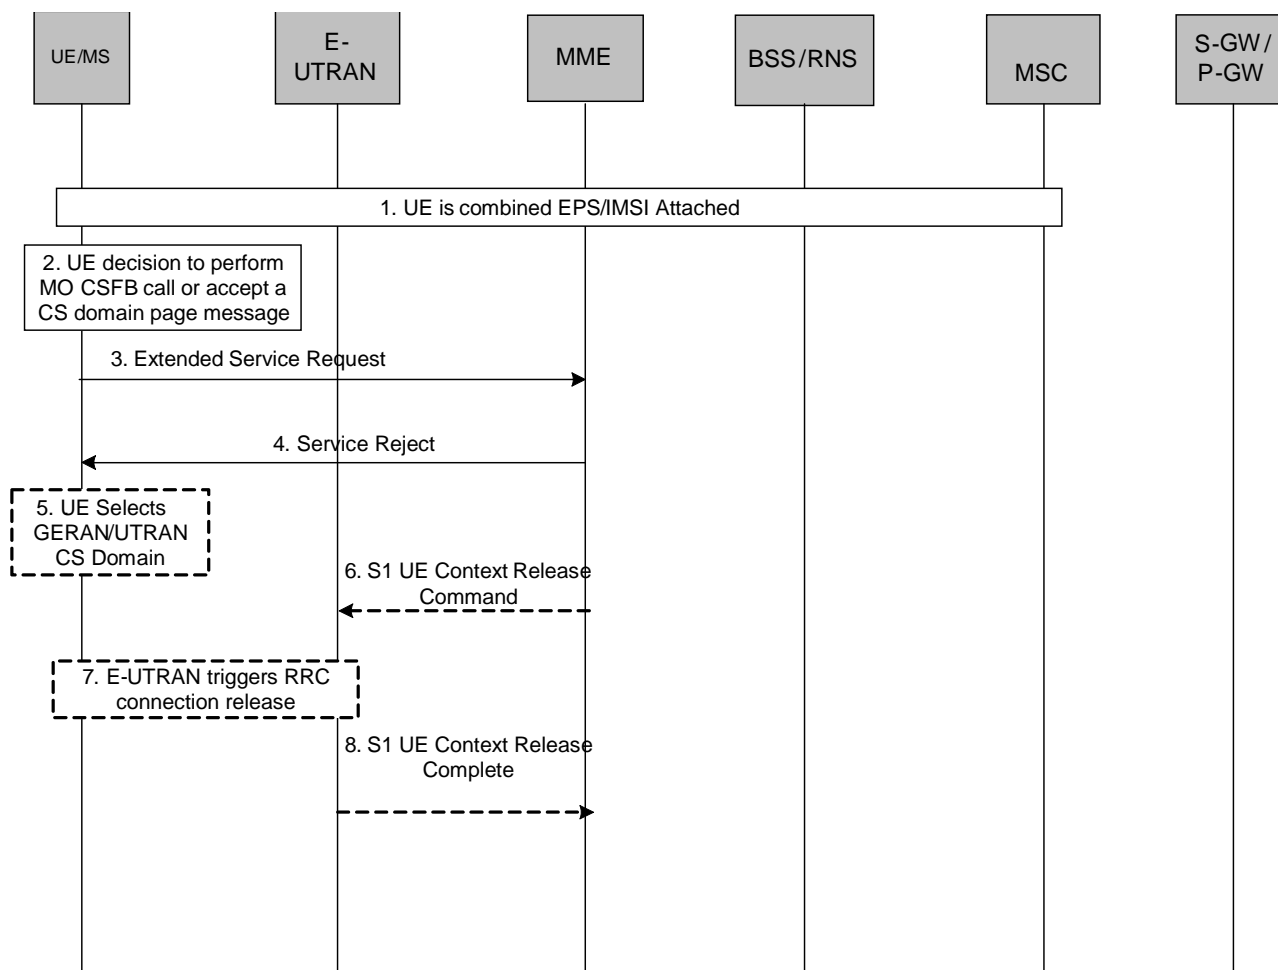 UE/MS
E-
UTRAN
MME
BSS/RNS
MSC
S-GW/
P-GW
1. UE is combined EPS/IMSI Attached
2. UE decision to perform
MO CSFB call or accept a
CS domain page message
3. Extended Service Request
4. Service Reject
5. UE Selects
GERAN/UTRAN
CS Domain
6. S1 UE Context Release
Command
7. E-UTRAN triggers RRC
connection release
8. S1 UE Context Release
Complete